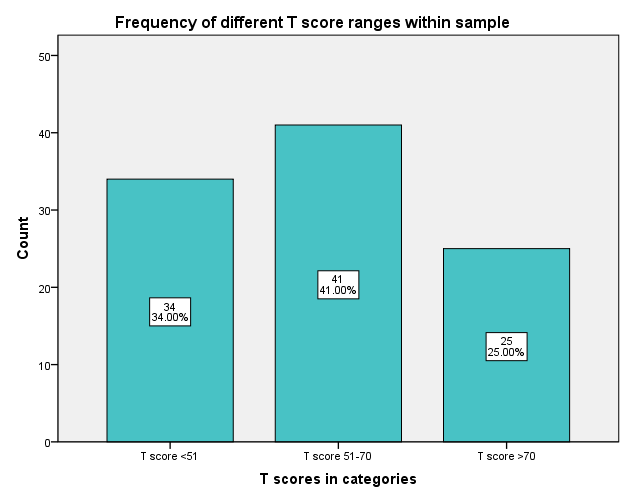 Frequency of different T score ranges within sample
Count
50
40
30
20
10
0
34
34.00%
41
41.00%
25
25.00%
T score <51
T score 51-70
T score >70
T scores in categories